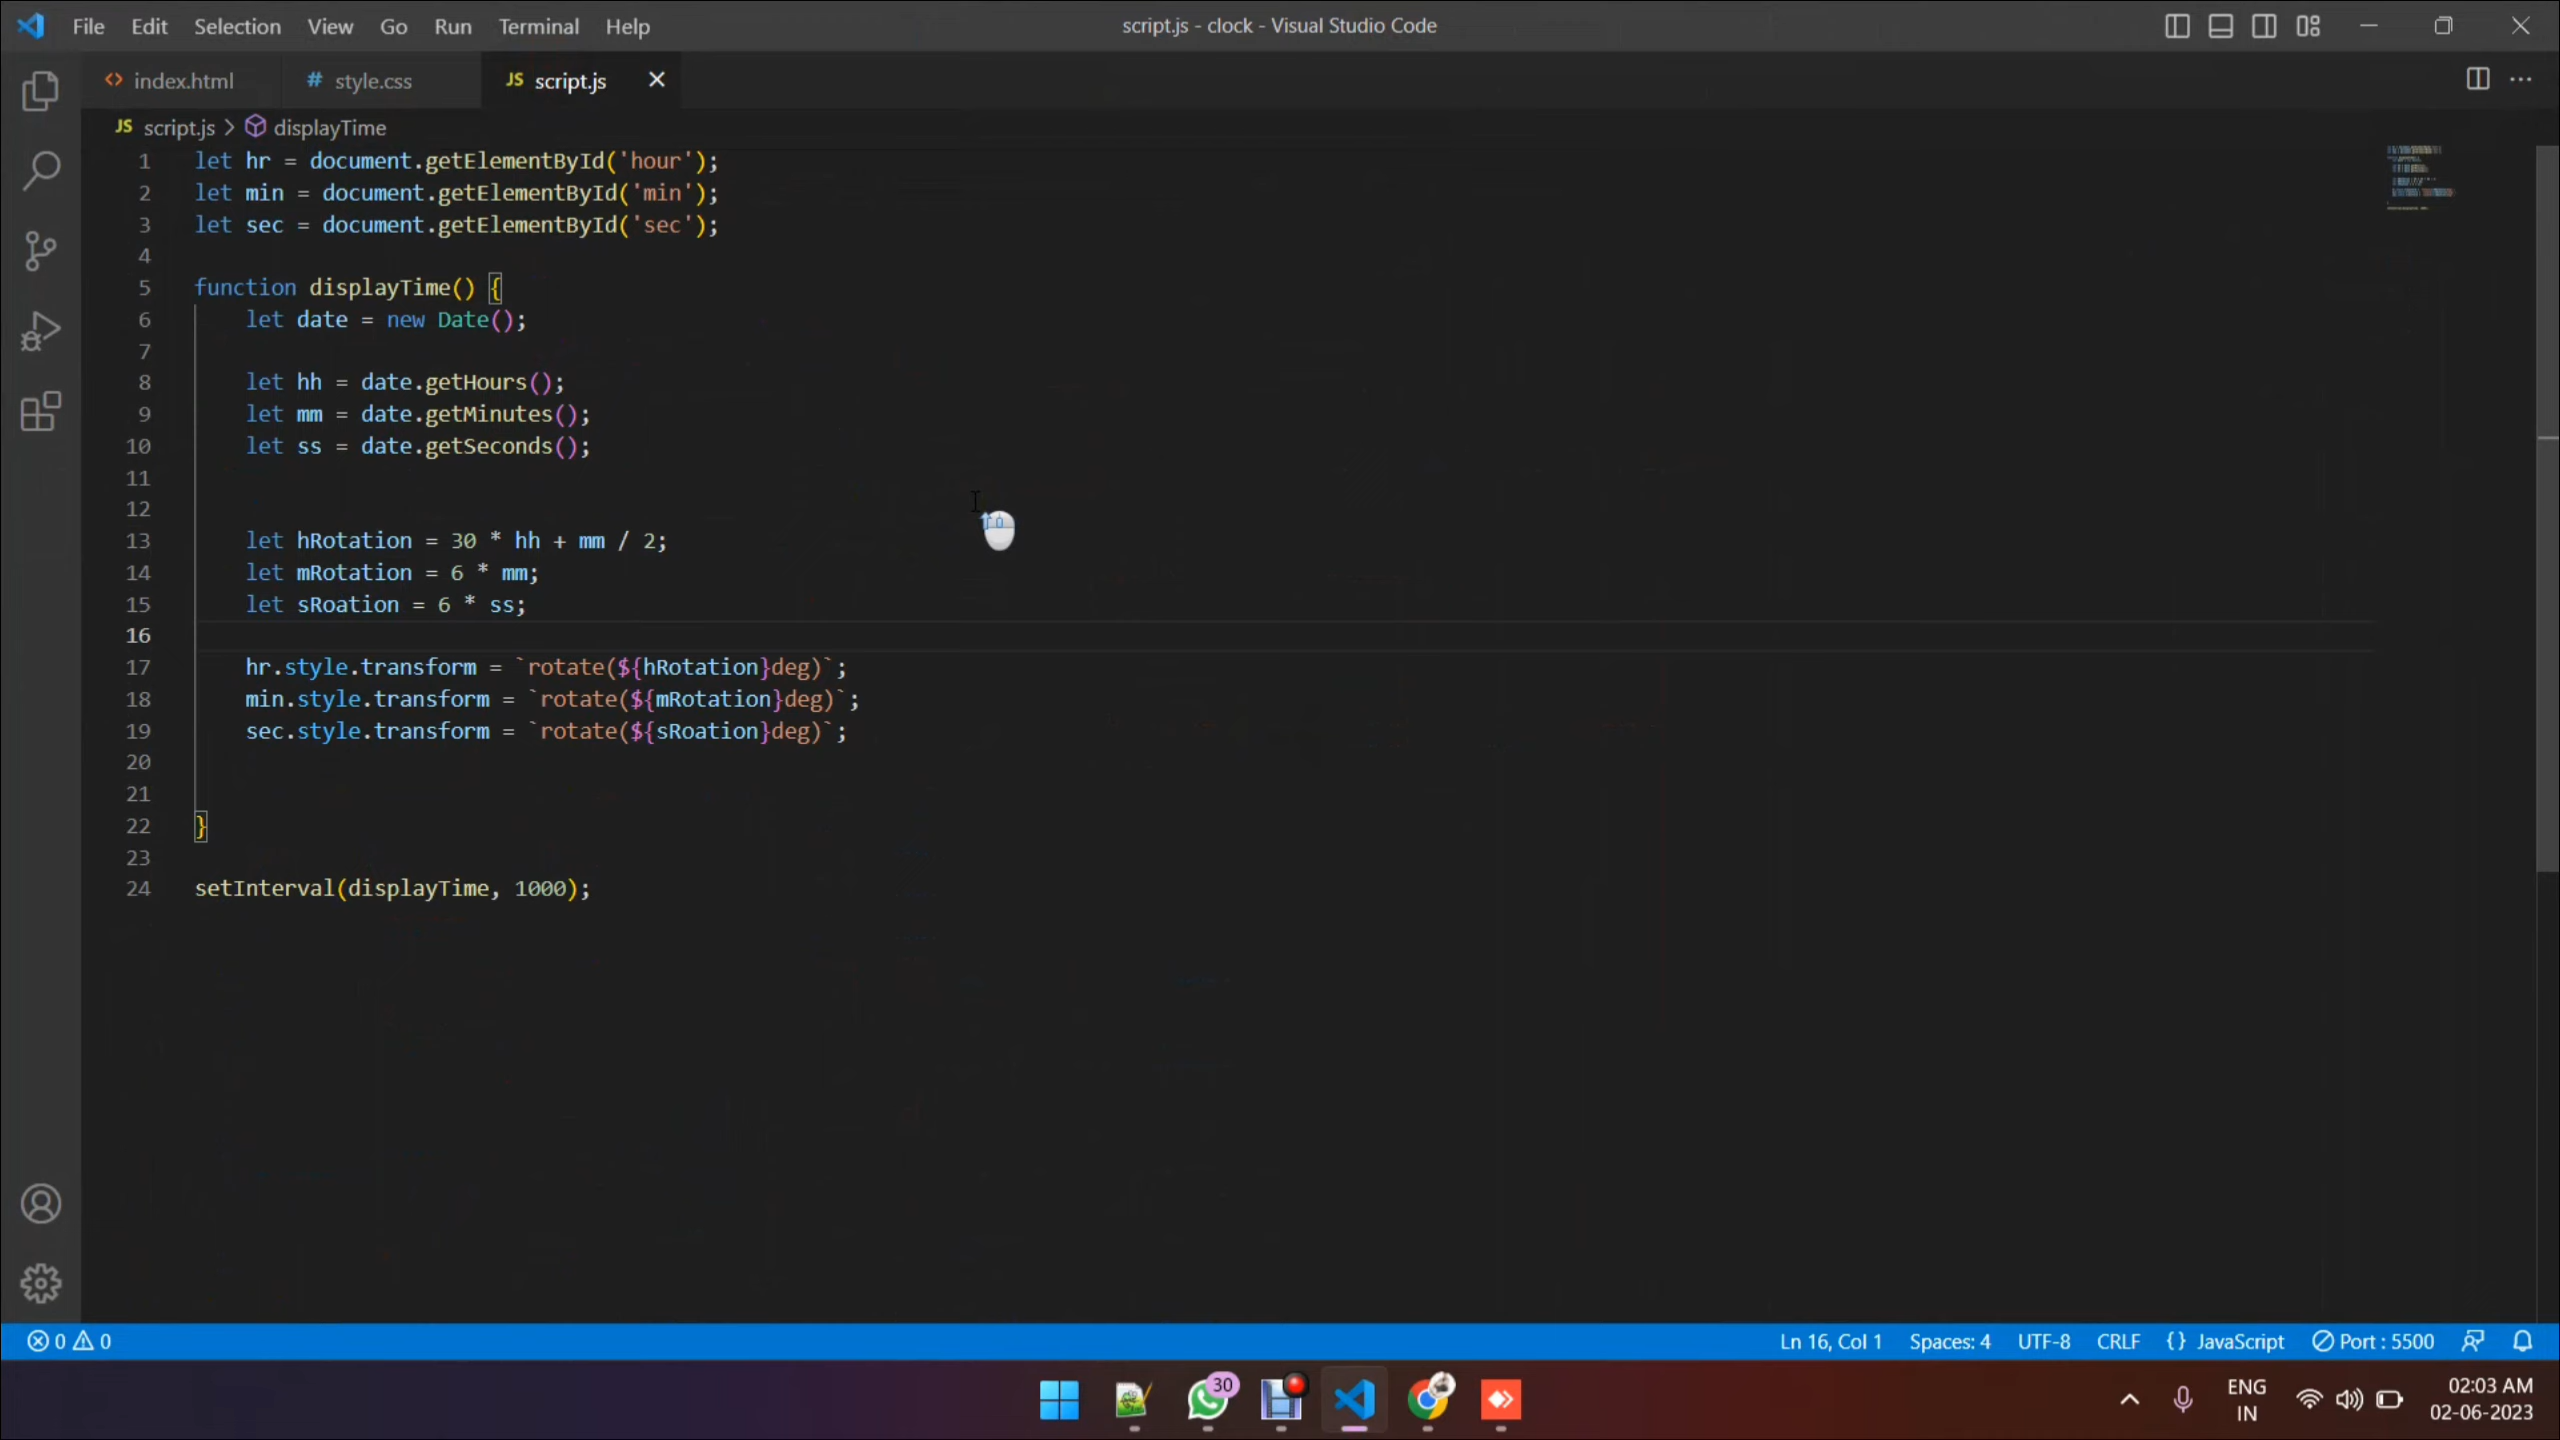 File Edit Selection View Go Run Terminal Help script.js - clock - Visual Studio Code
<> index.html # style.css JS script.js
JS script.js > displayTime
1 let hr = document.getElementById('hour');
2 let min = document.getElementById('min');
3 let sec = document.getElementById('sec');
4
5 function displayTime() {
6 let date = new Date();
7
8 let hh = date.getHours();
9 let mm = date.getMinutes();
10 let ss = date.getSeconds();
11
12
13 let hRotation = 30 * hh + mm / 2;
14 let mRotation = 6 * mm;
15 let sRoation = 6 * ss;
16
17 hr.style.transform = `rotate(${hRotation}deg)`;
18 min.style.transform = `rotate(${mRotation}deg)`;
19 sec.style.transform = `rotate(${sRoation}deg)`;
20
21
22 }
23
24 setInterval(displayTime, 1000);
0 0 Ln 16, Col 1 Spaces: 4 UTF-8 CRLF {} JavaScript Port : 5500
30 ENG 02:03 AM
IN 02-06-2023